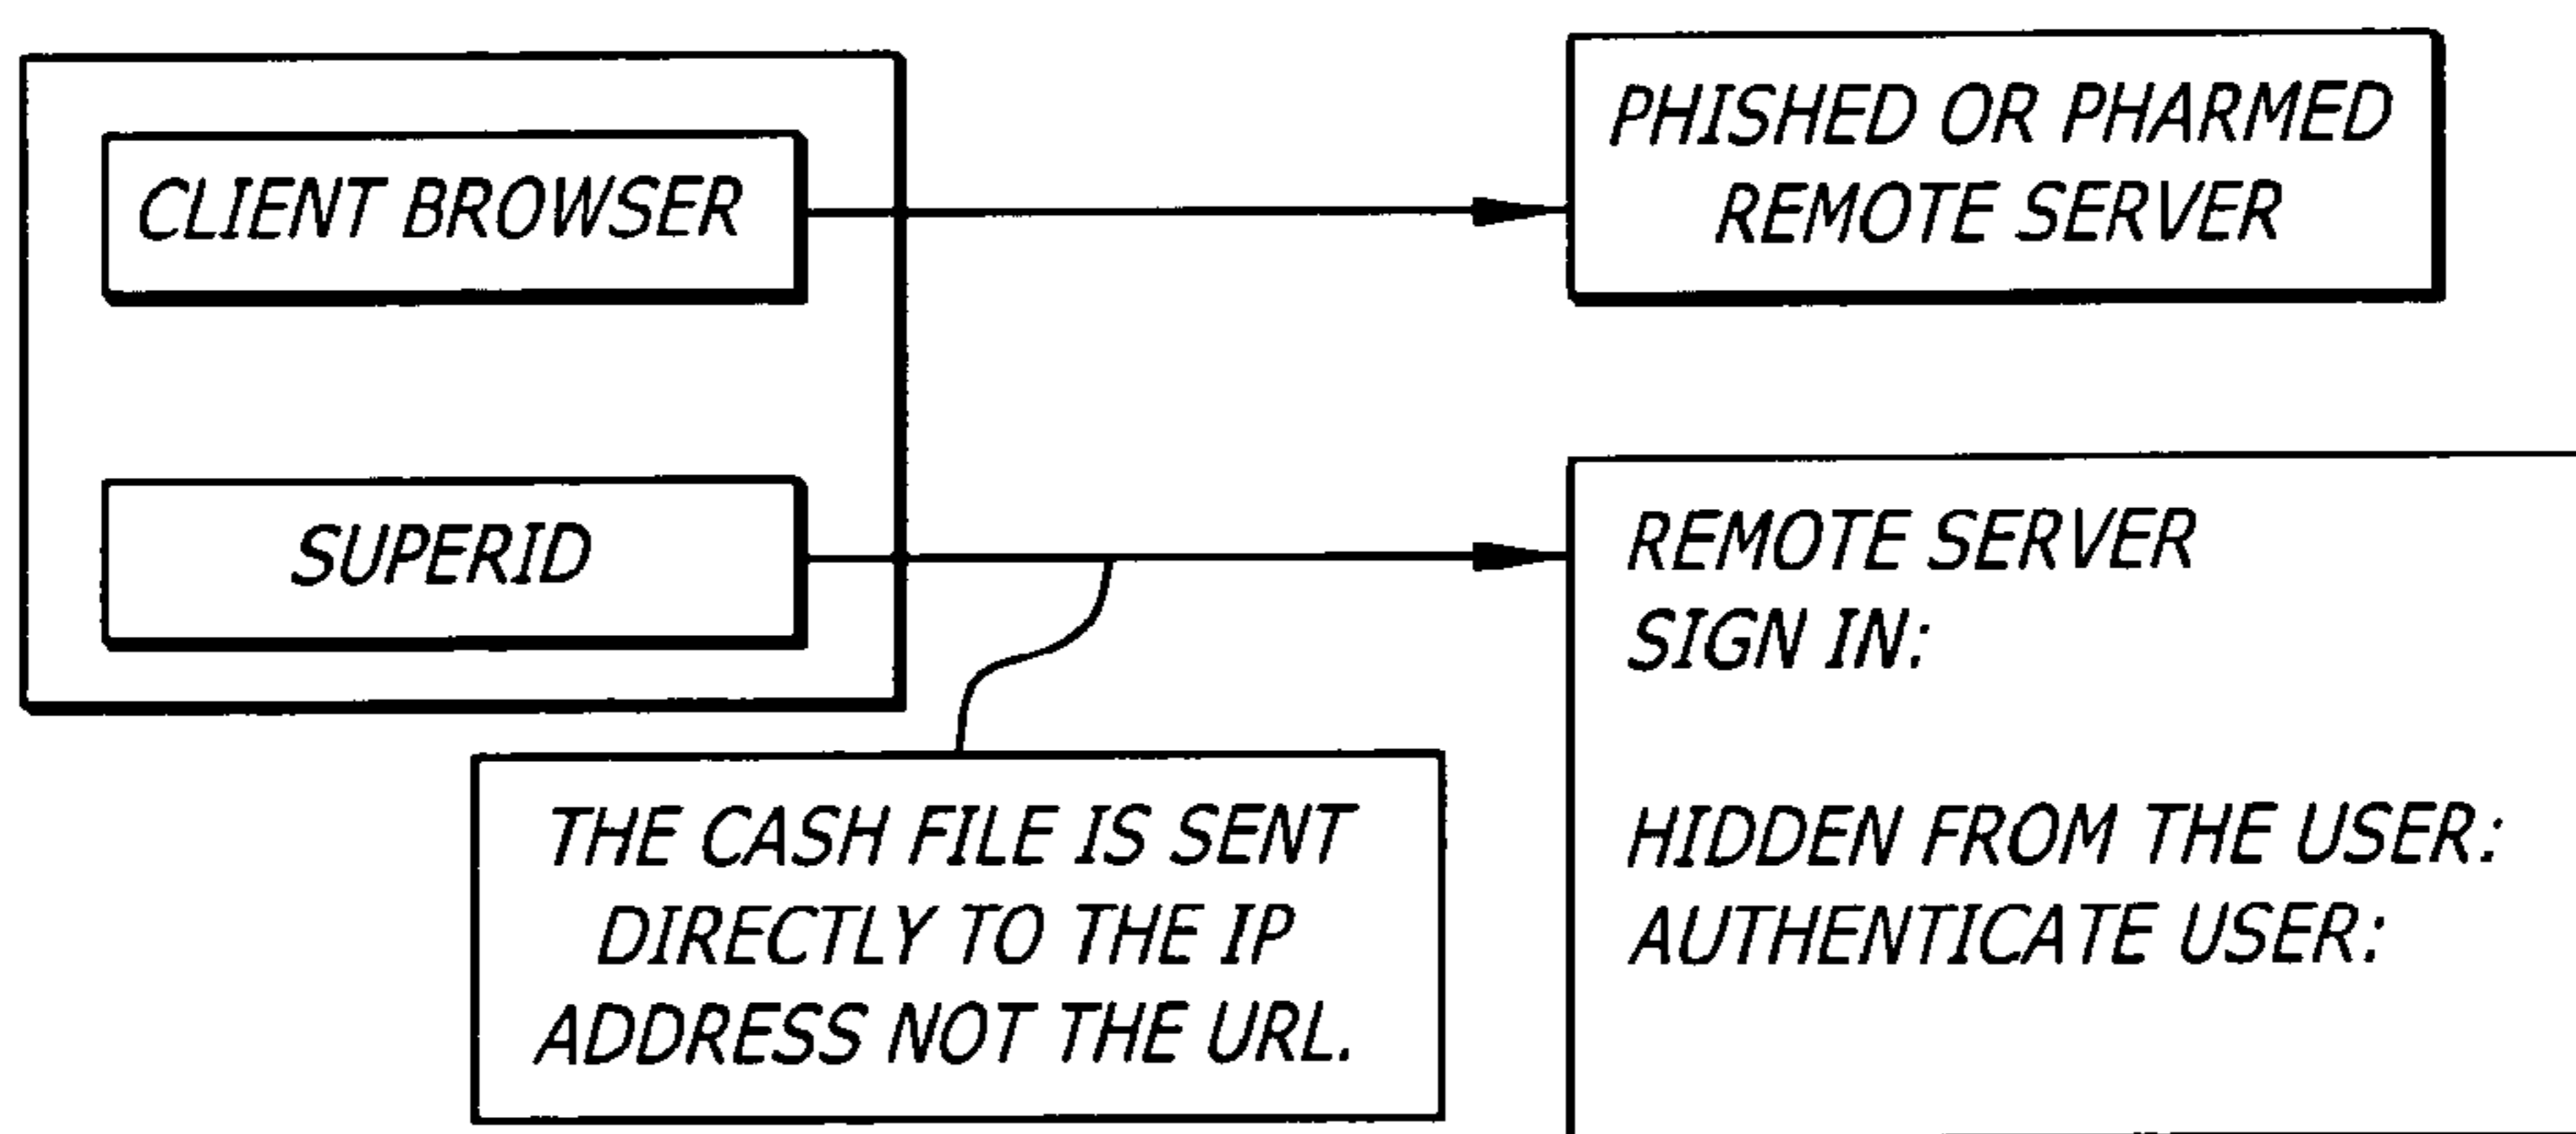 CLIENT BROWSER
PHISHED OR PHARMED
REMOTE SERVER
SUPERID
REMOTE SERVER
SIGN IN:
HIDDEN FROM THE USER:
AUTHENTICATE USER:
THE CASH FILE IS SENT
DIRECTLY TO THE IP
ADDRESS NOT THE URL.